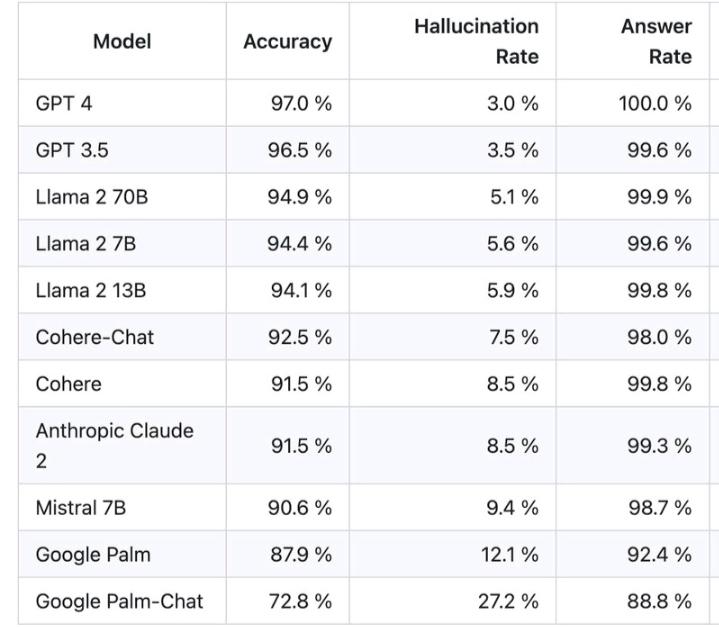 Model Accuracy Hallucination Rate Answer Rate
GPT 4 97.0 % 3.0 % 100.0 %
GPT 3.5 96.5 % 3.5 % 99.6 %
Llama 2 70B 94.9 % 5.1 % 99.9 %
Llama 2 7B 94.4 % 5.6 % 99.6 %
Llama 2 13B 94.1 % 5.9 % 99.8 %
Cohere-Chat 92.5 % 7.5 % 98.0 %
Cohere 91.5 % 8.5 % 99.8 %
Anthropic Claude 2 91.5 % 8.5 % 99.3 %
Mistral 7B 90.6 % 9.4 % 98.7 %
Google Palm 87.9 % 12.1 % 92.4 %
Google Palm-Chat 72.8 % 27.2 % 88.8 %